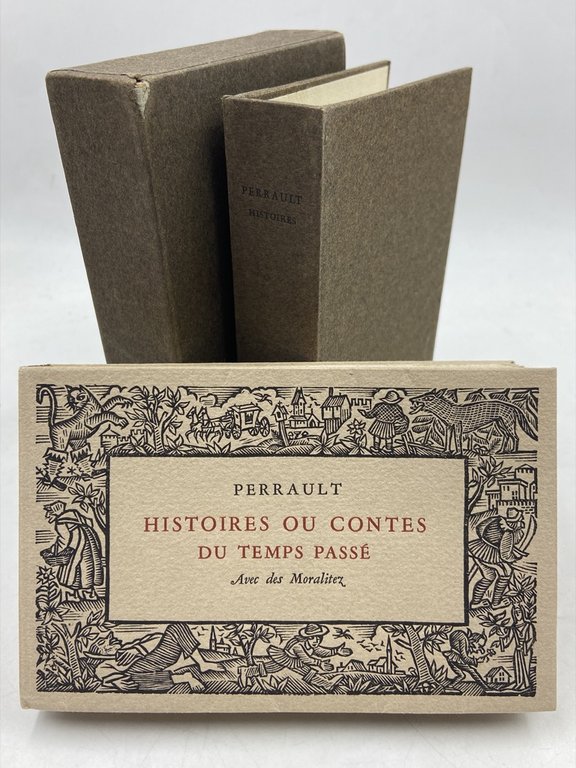 PERRAULT
HISTOIRES
PERRAULT
HISTOIRES OU CONTES
DU TEMPS PASSÉ
Avec des Moralitez